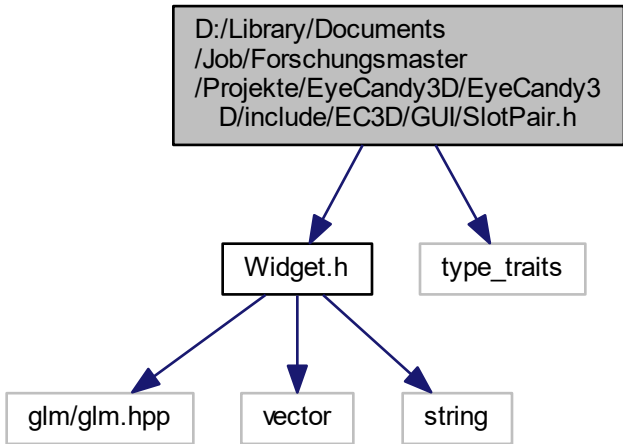 D:/Library/Documents
/Job/Forschungsmaster
/Projekte/EyeCandy3D/EyeCandy3
D/include/EC3D/GUI/SlotPair.h
Widget.h
type_traits
glm/glm.hpp
vector
string